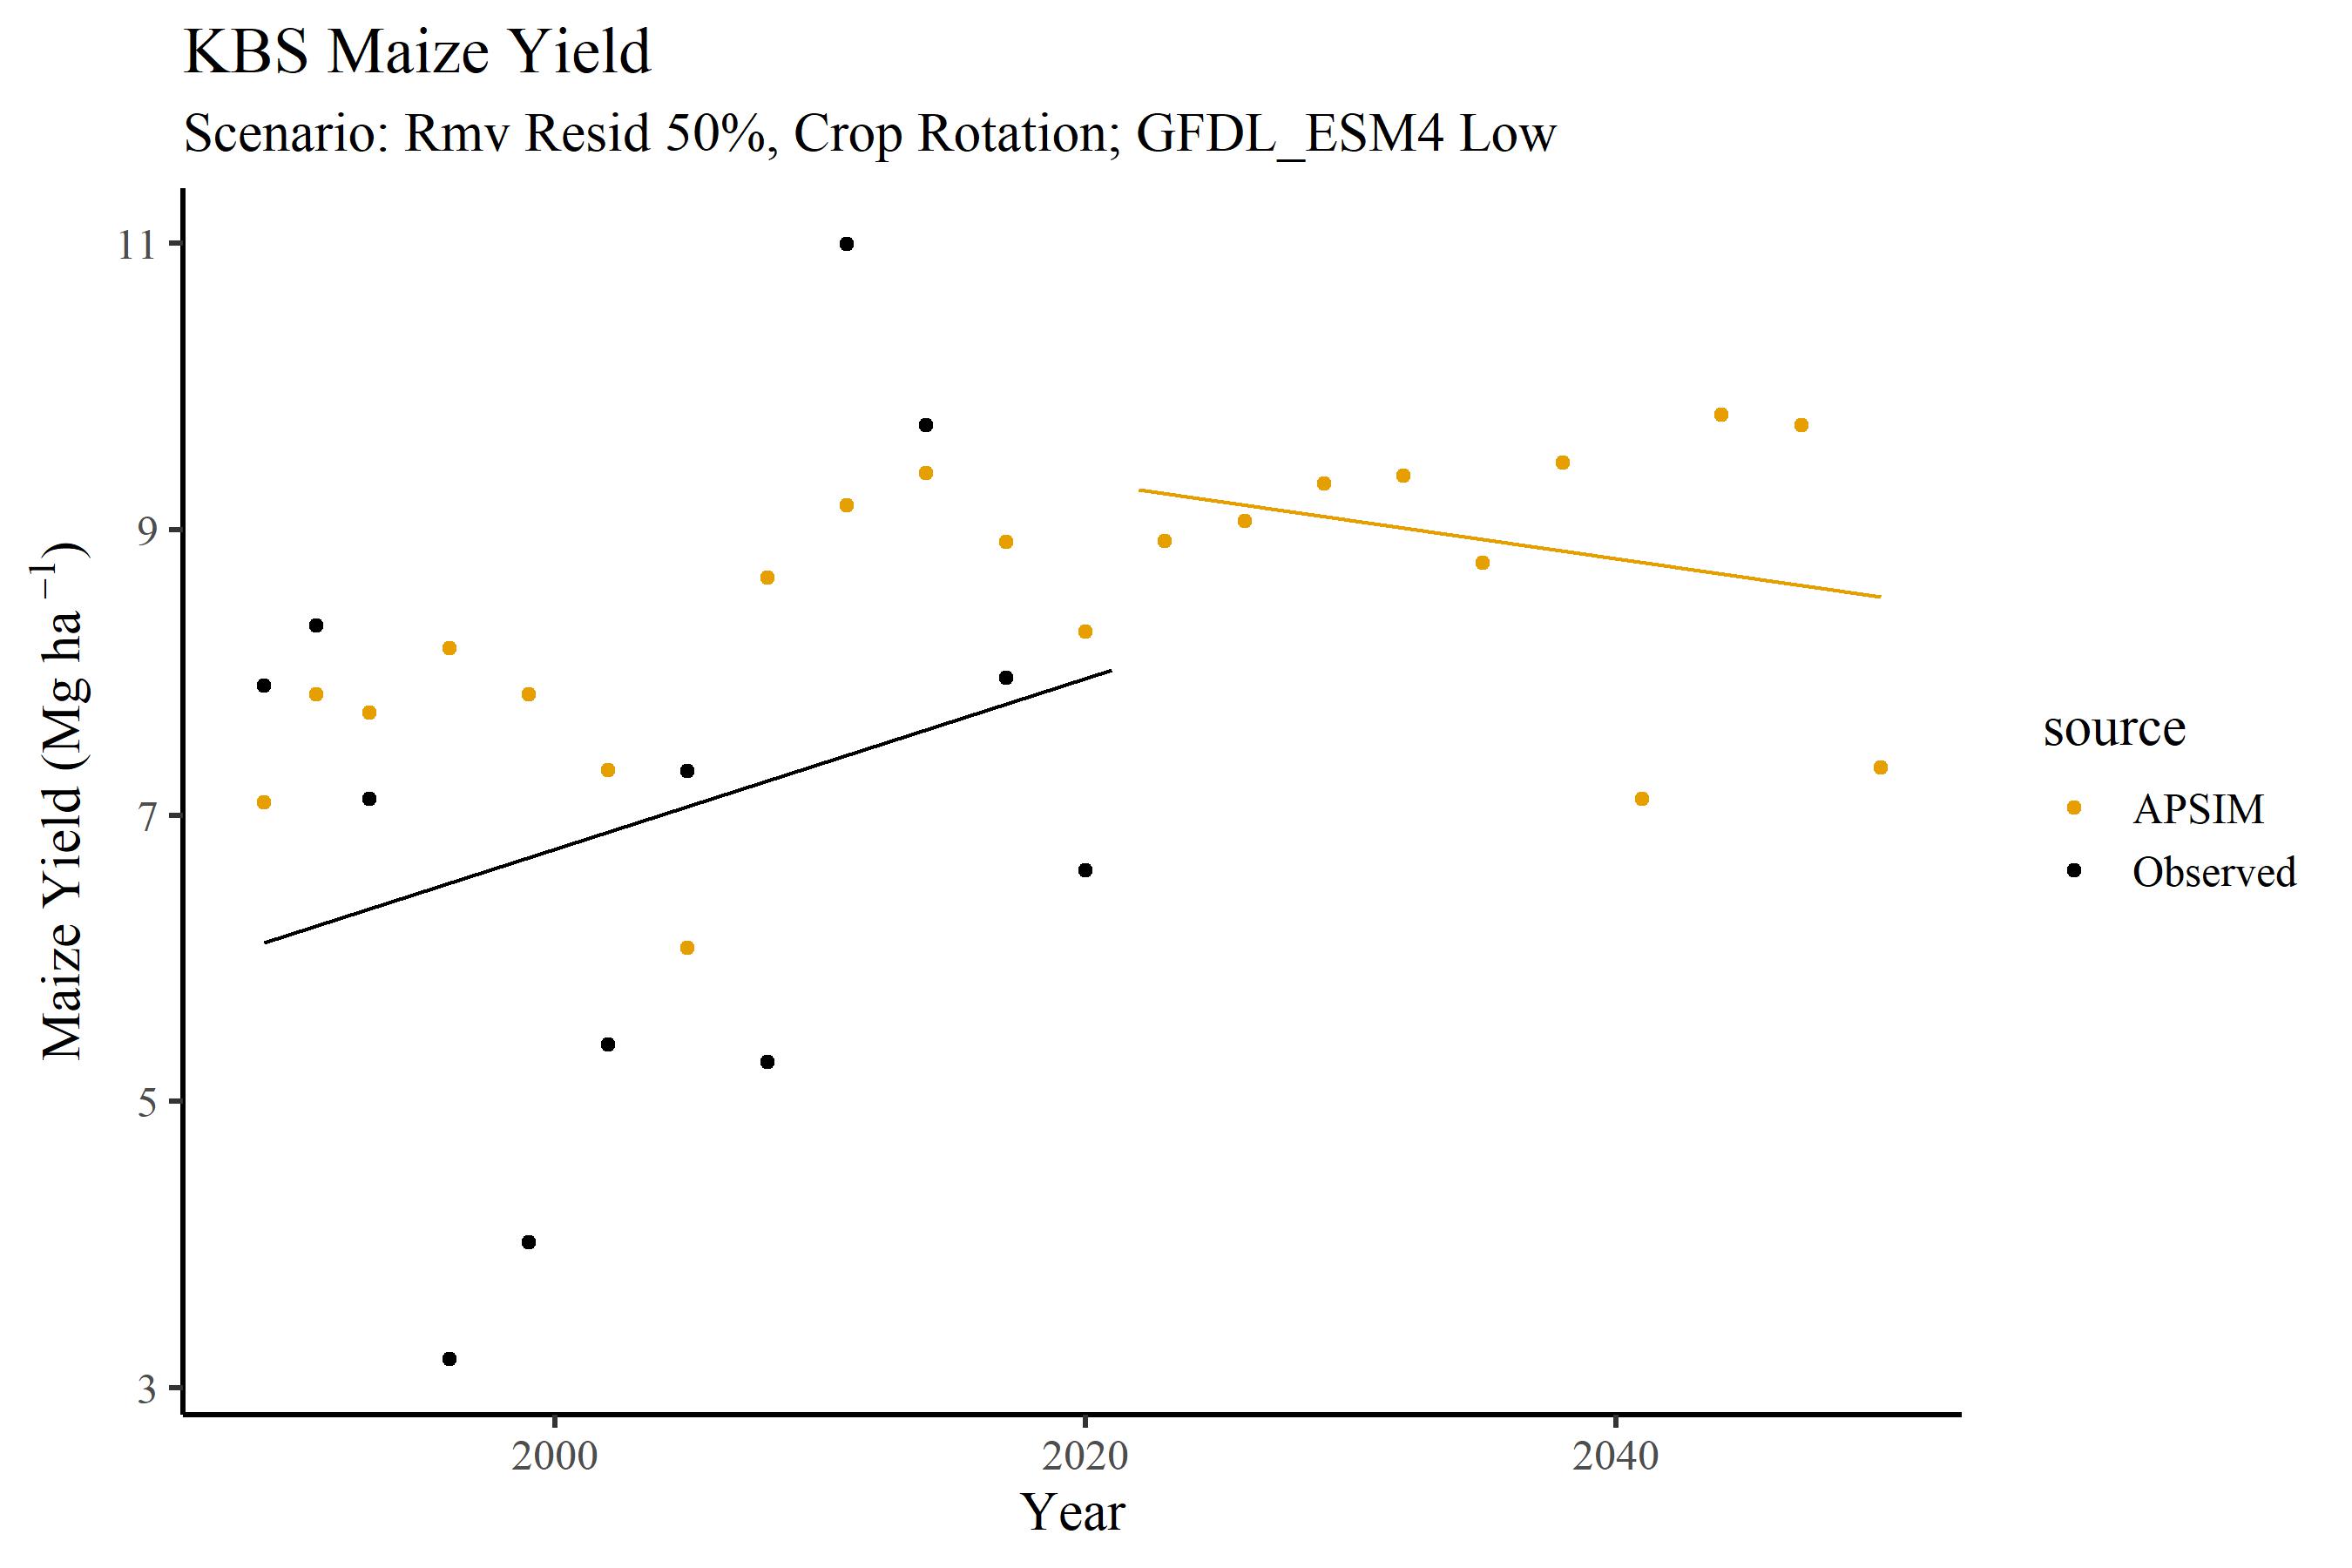 KBS Maize Yield
Scenario: Rmv Resid 50%, Crop Rotation; GFDL_ESM4 Low
11
9
7
5
3
Maize Yield (Mg ha −1)
2000 2020 2040
Year
source
APSIM
Observed